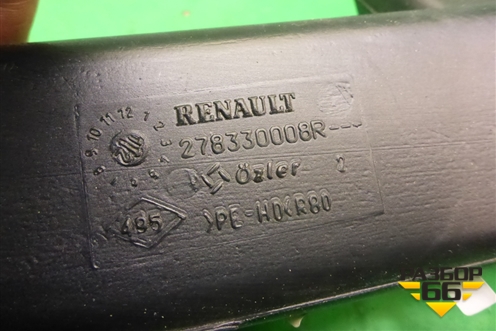 RENAULT
278330008R---
özler 2
485 >PE-HD<R80
РАЗБОР
66